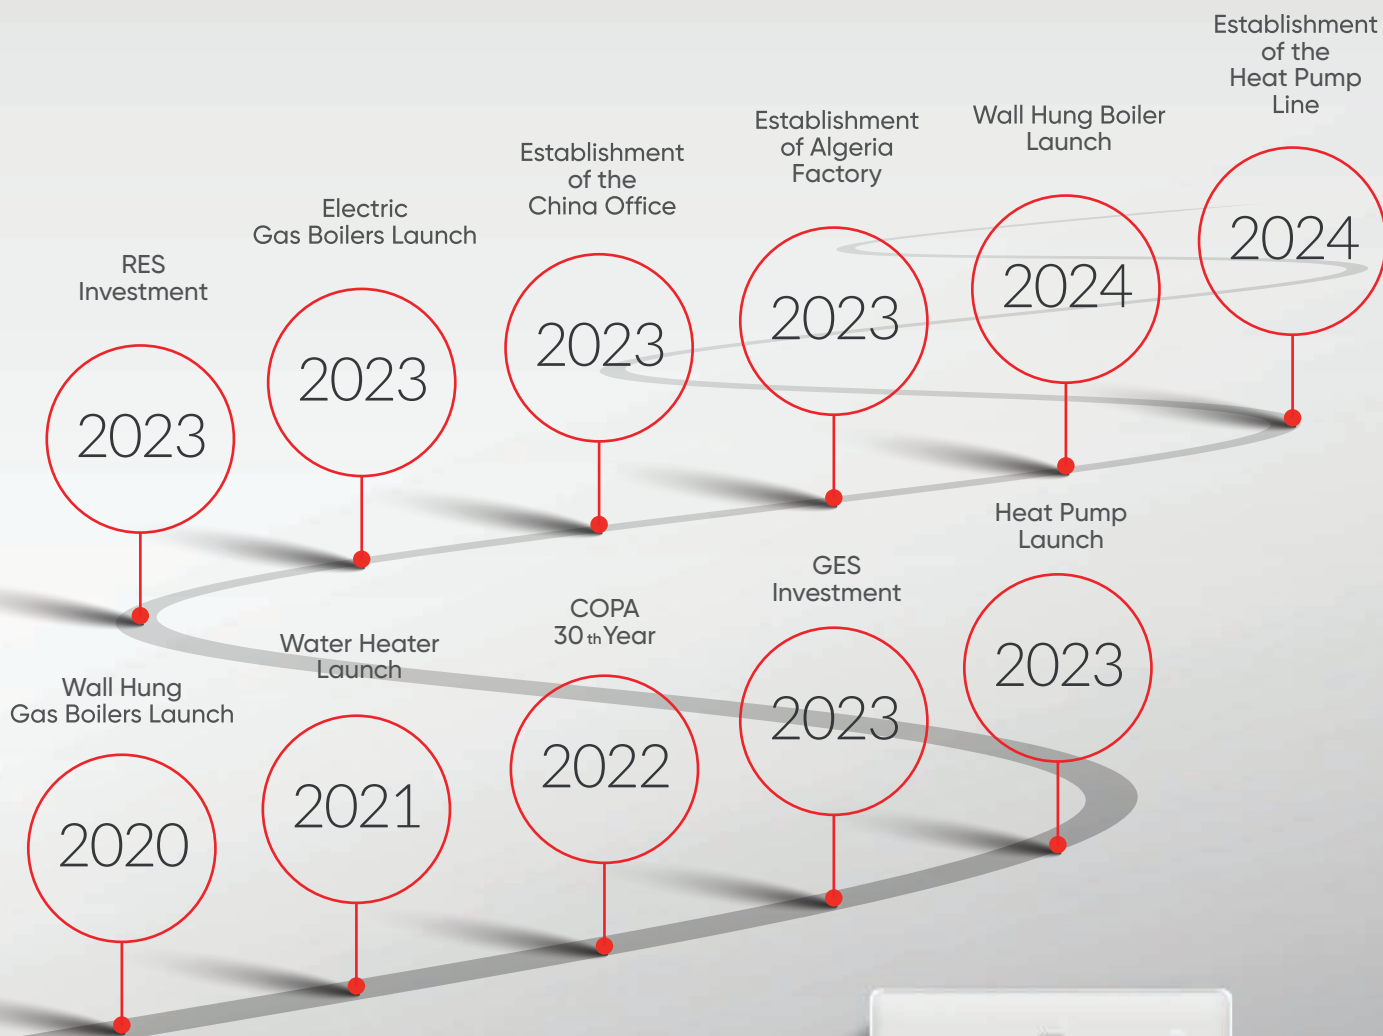 Establishment
of the
Heat Pump
Line
2024
Wall Hung Boiler
Launch
2024
Establishment
of Algeria
Factory
2023
Establishment
of the
China Office
2023
Electric
Gas Boilers Launch
2023
RES
Investment
2023
Heat Pump
Launch
2023
GES
Investment
2023
COPA
30 th Year
2022
Water Heater
Launch
2021
Wall Hung
Gas Boilers Launch
2020